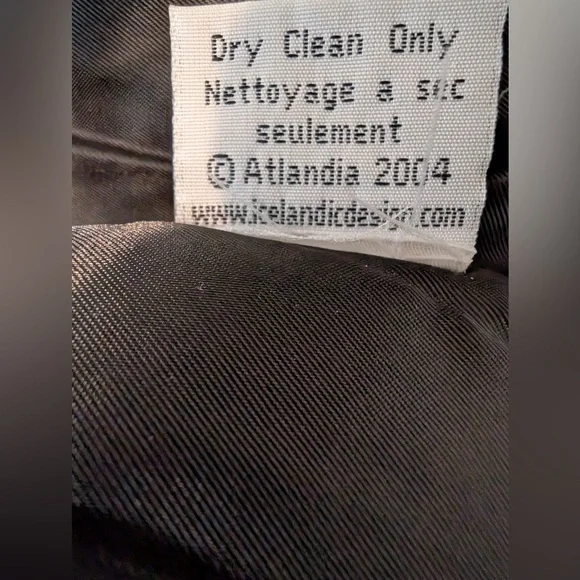 Dry Clean Only
Nettoyage a sec
seulement
© Atlandia 2004
www.icelandicdesign.com